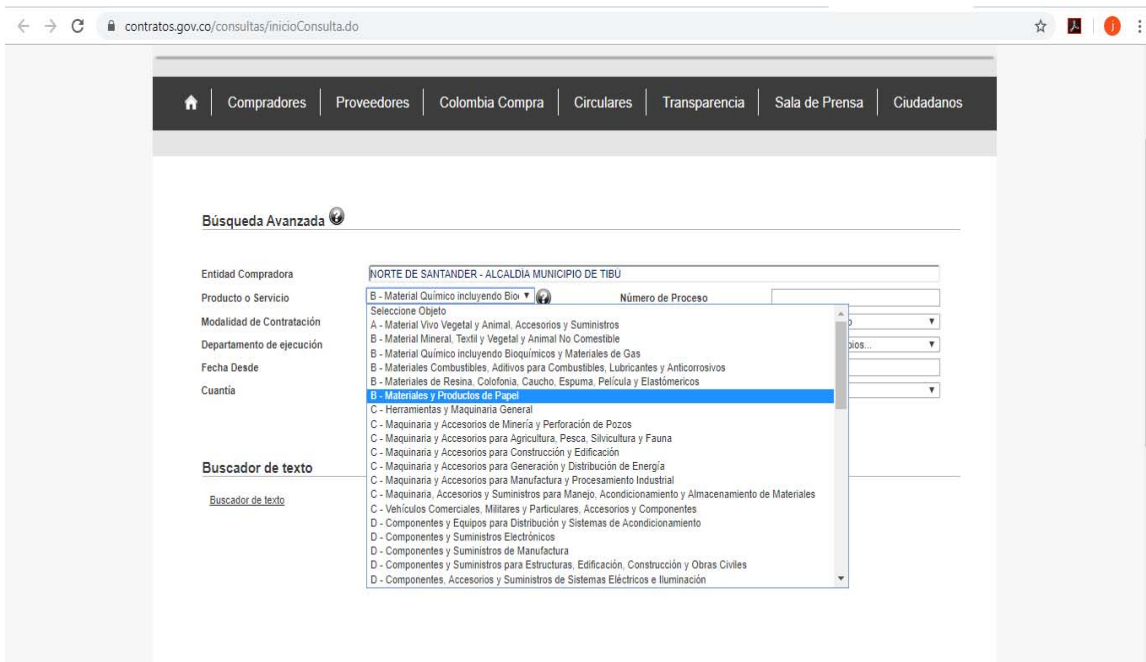 contratos.gov.co/consultas/inicioConsulta.do
Compradores Proveedores Colombia Compra Circulares Transparencia Sala de Prensa Ciudadanos
Búsqueda Avanzada
Entidad Compradora NORTE DE SANTANDER - ALCALDÍA MUNICIPIO DE TIBÚ
Producto o Servicio B - Material Químico incluyendo Número de Proceso
Seleccione Objeto
Modalidad de Contratación A - Material Vivo Vegetal y Animal, Accesorios y Suministros
B - Material Mineral, Textil y Vegetal y Animal No Comestible
Departamento de ejecución B - Material Químico incluyendo Bioquímicos y Materiales de Gas
Fecha Desde B - Materiales Combustibles, Aditivos para Combustibles, Lubricantes y Anticorrosivos
B - Materiales de Resina, Colofonia, Caucho, Espuma, Película y Elastómericos
Cuantía B - Materiales y Productos de Papel
C - Herramientas y Maquinaria General
C - Maquinaria y Accesorios de Minería y Perforación de Pozos
C - Maquinaria y Accesorios para Agricultura, Pesca, Silvicultura y Fauna
C - Maquinaria y Accesorios para Construcción y Edificación
C - Maquinaria y Accesorios para Generación y Distribución de Energía
C - Maquinaria y Accesorios para Manufactura y Procesamiento Industrial
C - Maquinaria, Accesorios y Suministros para Manejo, Acondicionamiento y Almacenamiento de Materiales
C - Vehículos Comerciales, Militares y Particulares, Accesorios y Componentes
D - Componentes y Equipos para Distribución y Sistemas de Acondicionamiento
D - Componentes y Suministros Electrónicos
D - Componentes y Suministros de Manufactura
D - Componentes y Suministros para Estructuras, Edificación, Construcción y Obras Civiles
D - Componentes, Accesorios y Suministros de Sistemas Eléctricos e Iluminación
Buscador de texto
Buscador de texto